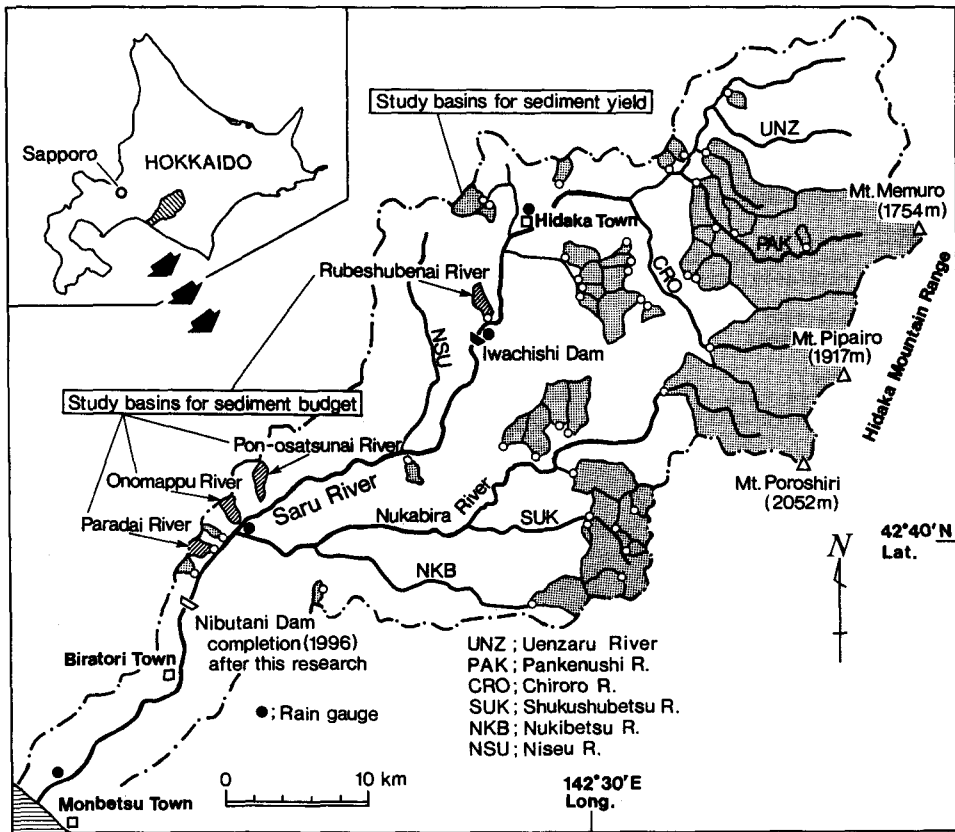 Sapporo
HOKKAIDO
Study basins for sediment yield
UNZ
Mt. Memuro
(1754m)
Hidaka Town
PAK
Rubeshubenai River
CRO
NSU
Iwachishi Dam
Mt. Pipairo
(1917m)
Hidaka Mountain Range
Study basins for sediment budget
Pon-osatsunai River
Onomappu River
Saru River
Mt. Poroshiri
(2052m)
Paradai River
Nukabira River
SUK
42°40'N
Lat.
N
NKB
Nibutani Dam
completion(1996)
after this research
Biratori Town
UNZ ; Uenzaru River
PAK ; Pankenushi R.
CRO ; Chiroro R.
SUK ; Shukushubetsu R.
NKB ; Nukibetsu R.
NSU ; Niseu R.
● ; Rain gauge
0 10 km
142°30'E
Long.
Monbetsu Town